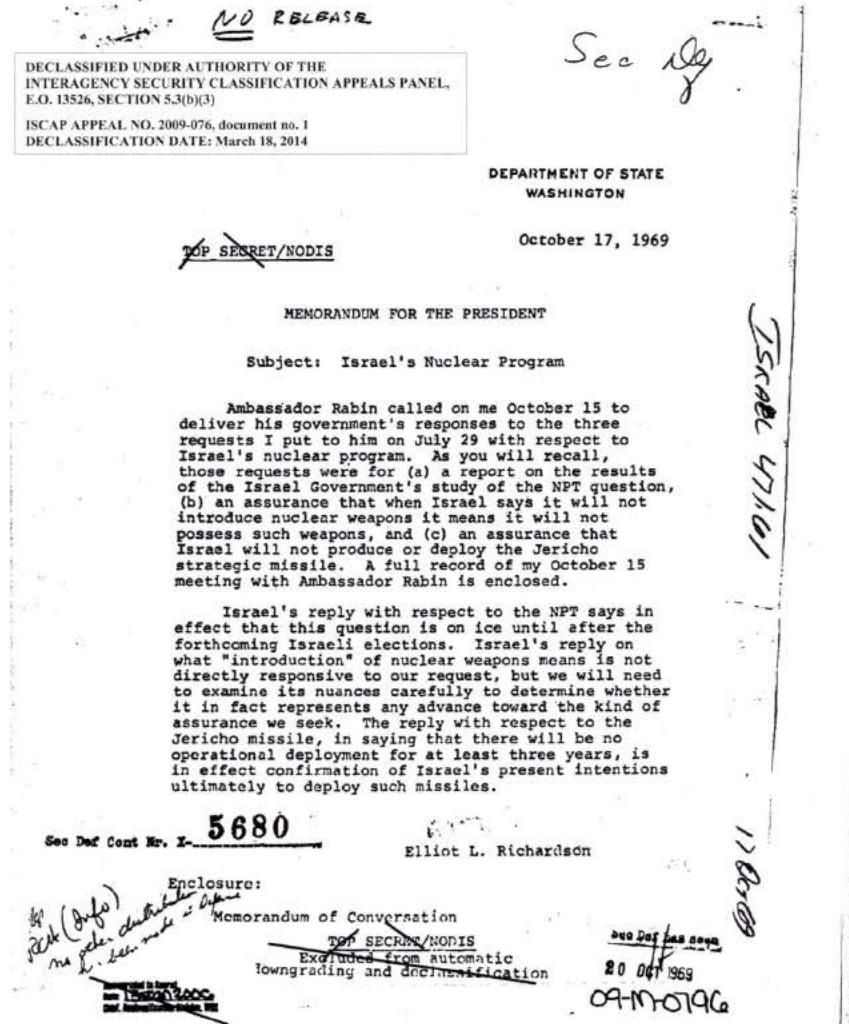 NO RELEASE
Sec
DECLASSIFIED UNDER AUTHORITY OF THE
INTERAGENCY SECURITY CLASSIFICATION APPEALS PANEL,
E.O. 13526, SECTION 5.3(b)(3)
ISCAP APPEAL NO. 2009-076, document no. 1
DECLASSIFICATION DATE: March 18, 2014
DEPARTMENT OF STATE
WASHINGTON
October 17, 1969
TOP SECRET/NODIS
MEMORANDUM FOR THE PRESIDENT
Subject: Israel's Nuclear Program
Ambassador Rabin called on me October 15 to
deliver his government's responses to the three
requests I put to him on July 29 with respect to
Israel's nuclear program. As you will recall,
those requests were for (a) a report on the results
of the Israel Government's study of the NPT question,
(b) an assurance that when Israel says it will not
introduce nuclear weapons it means it will not
possess such weapons, and (c) an assurance that
Israel will not produce or deploy the Jericho
strategic missile. A full record of my October 15
meeting with Ambassador Rabin is enclosed.
Israel's reply with respect to the NPT says in
effect that this question is on ice until after the
forthcoming Israeli elections. Israel's reply on
what "introduction" of nuclear weapons means is not
directly responsive to our request, but we will need
to examine its nuances carefully to determine whether
it in fact represents any advance toward the kind of
assurance we seek. The reply with respect to the
Jericho missile, in saying that there will be no
operational deployment for at least three years, is
in effect confirmation of Israel's present intentions
ultimately to deploy such missiles.
ISRAEL 471.61
17 Oct 69
Sec Def Cont Nr. X-5680
Elliot L. Richardson
Enclosure:
Memorandum of Conversation
(Info)
no other distribution
been made in Defense
TOP SECRET/NODIS
Excluded from automatic
downgrading and declassification
Sec Def has seen
20 OCT 1969
09-M-0796